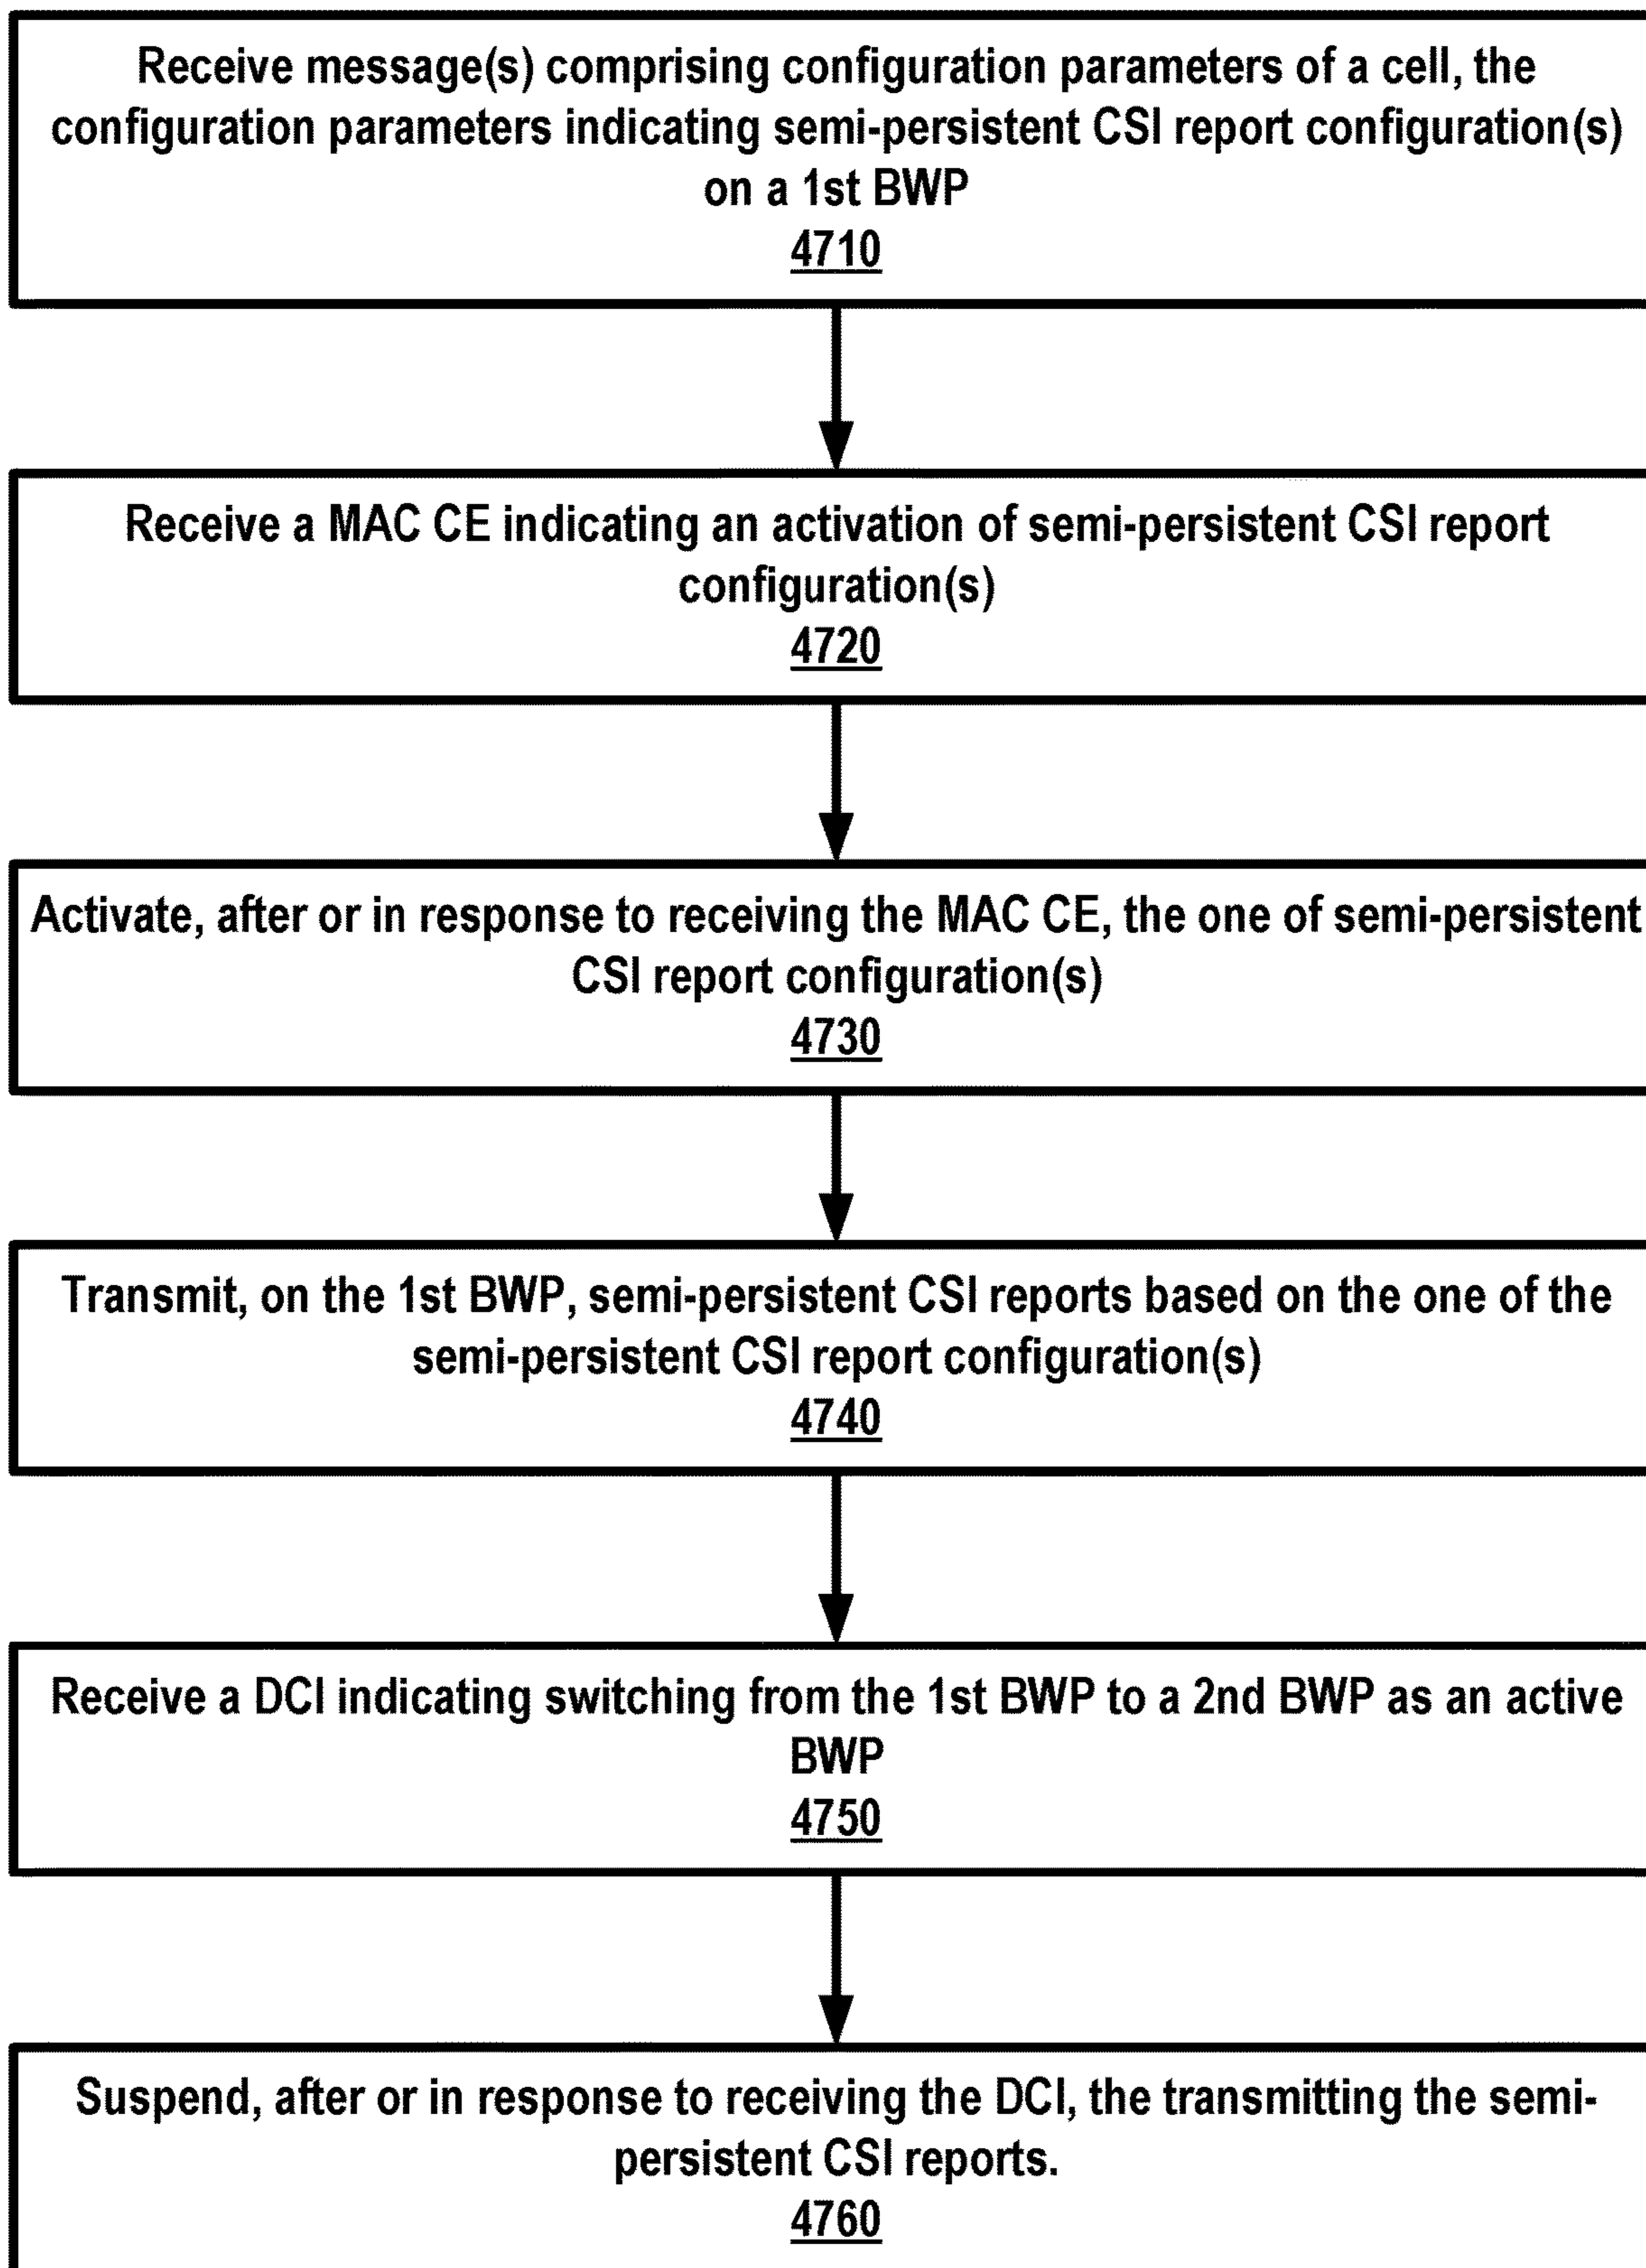 Receive message(s) comprising configuration parameters of a cell, the
configuration parameters indicating semi-persistent CSI report configuration(s)
on a 1st BWP
4710
Receive a MAC CE indicating an activation of semi-persistent CSI report
configuration(s)
4720
Activate, after or in response to receiving the MAC CE, the one of semi-persistent
CSI report configuration(s)
4730
Transmit, on the 1st BWP, semi-persistent CSI reports based on the one of the
semi-persistent CSI report configuration(s)
4740
Receive a DCI indicating switching from the 1st BWP to a 2nd BWP as an active
BWP
4750
Suspend, after or in response to receiving the DCI, the transmitting the semi-
persistent CSI reports.
4760